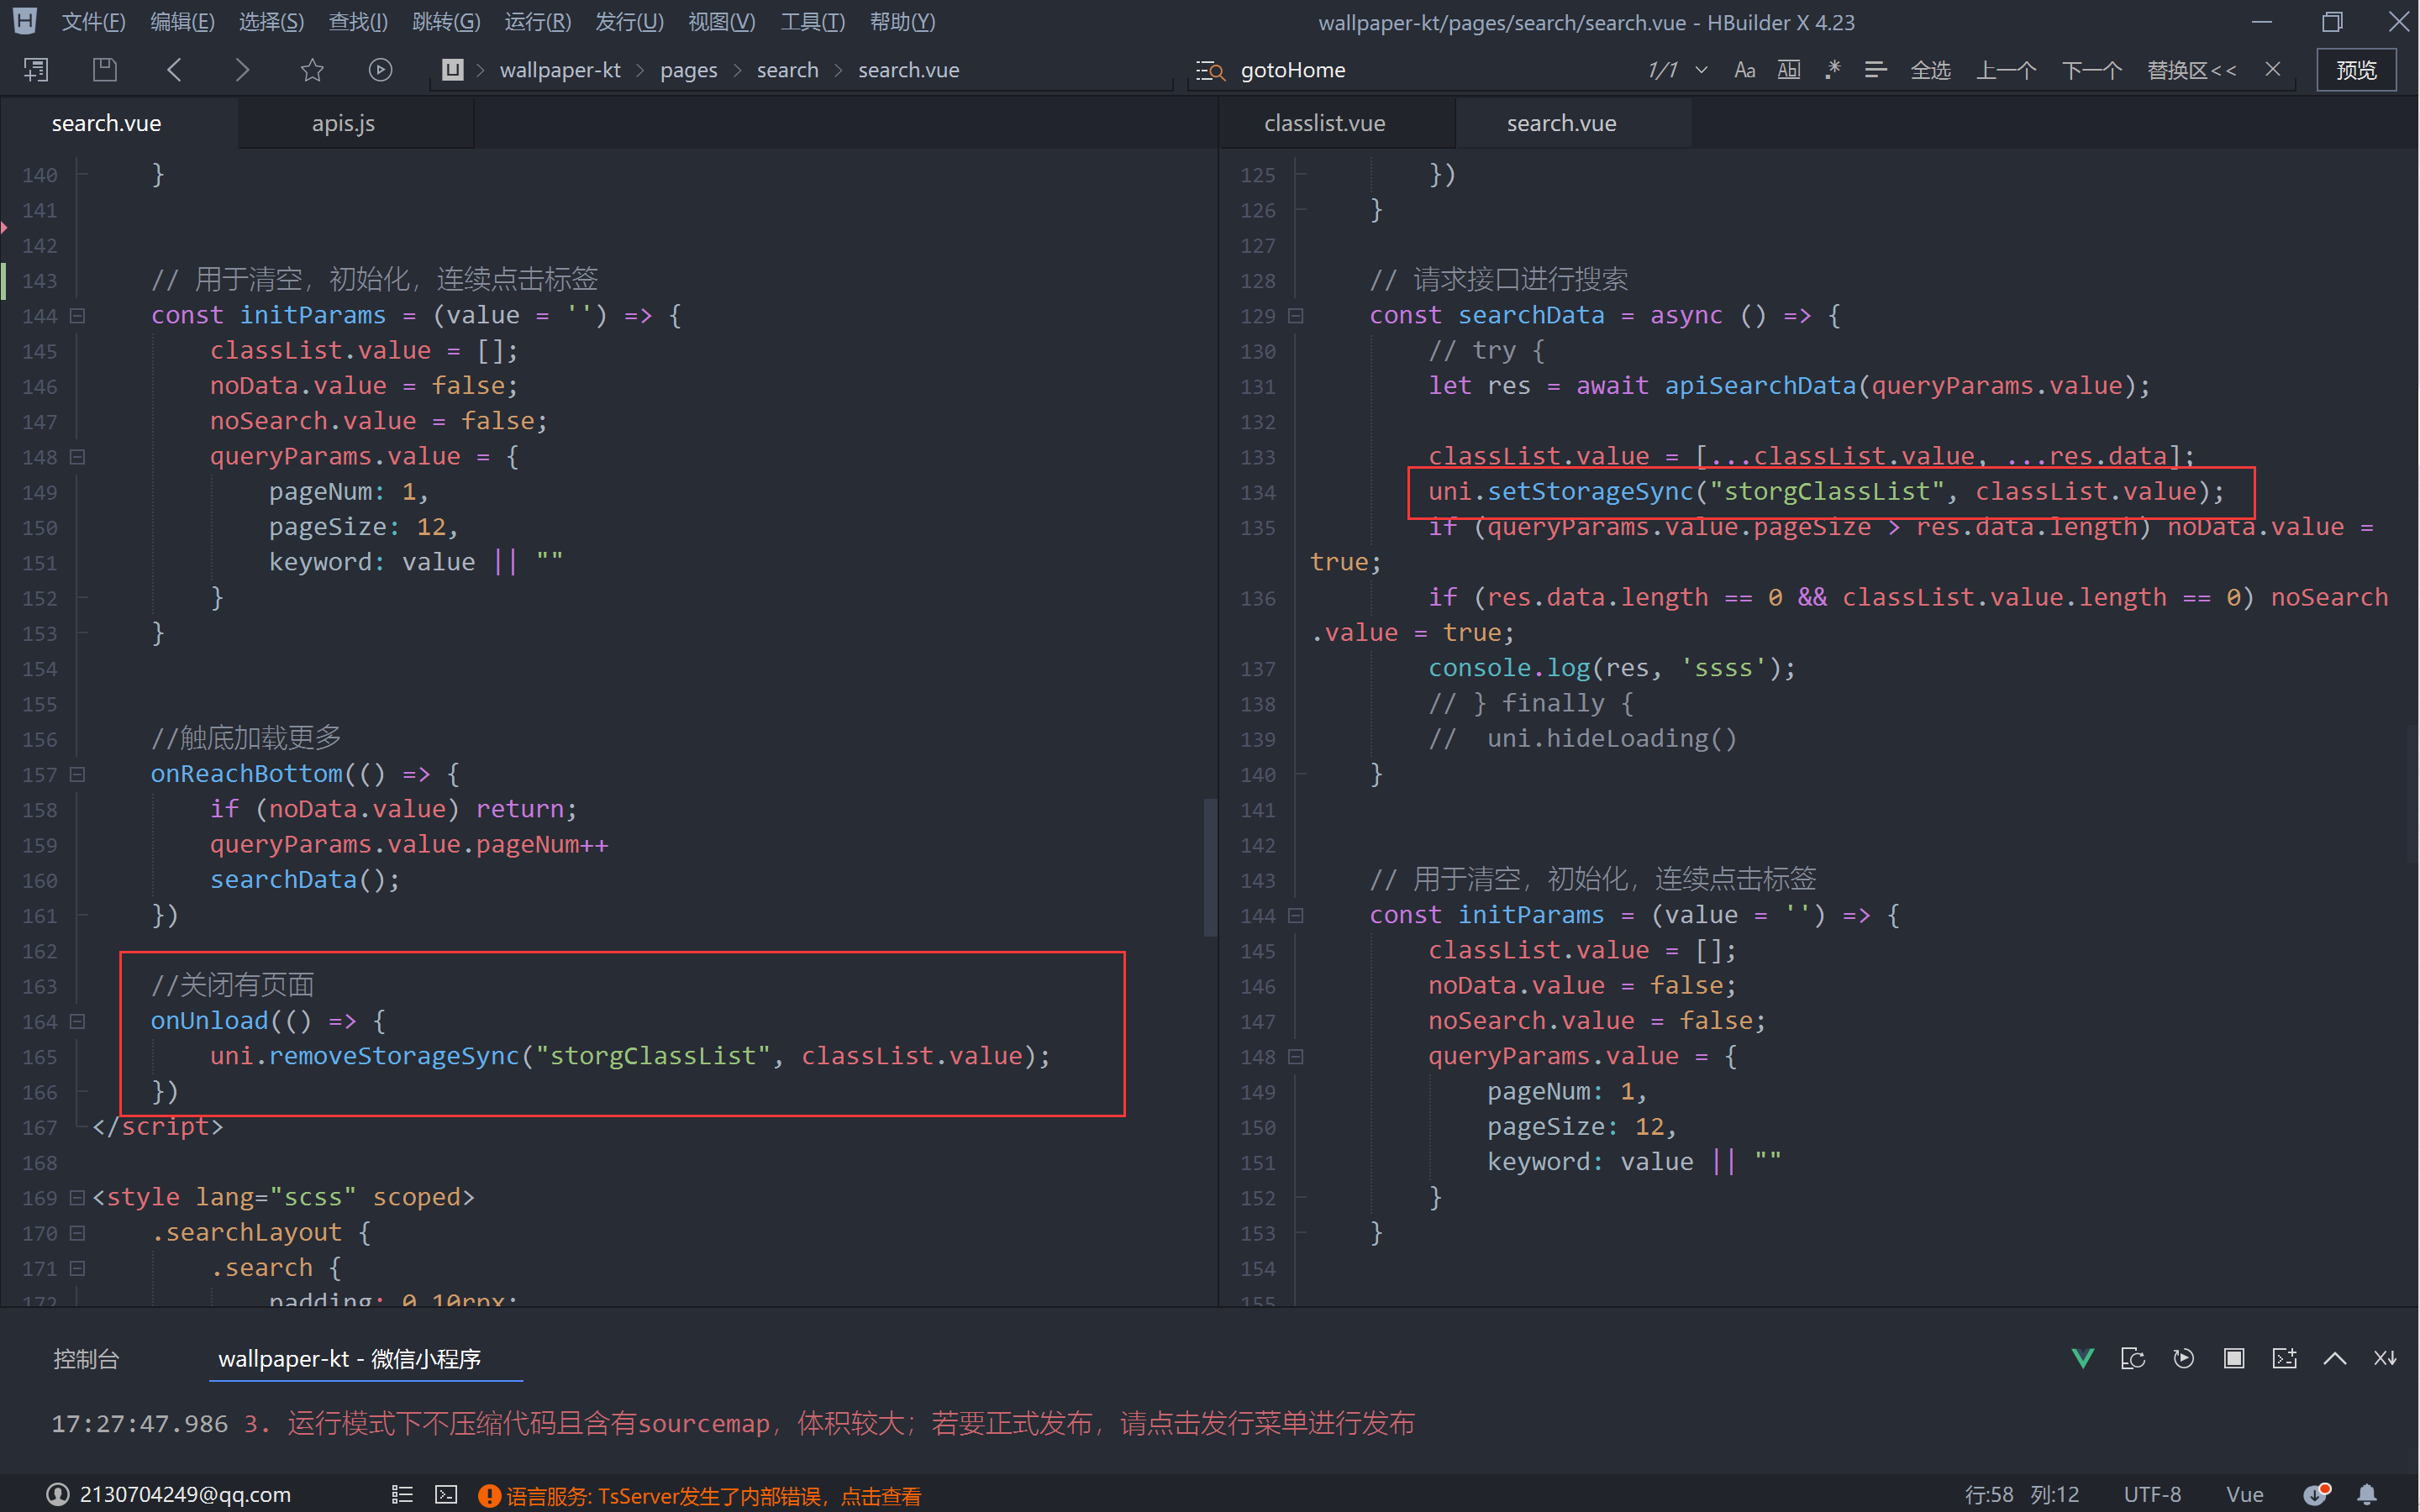 文件(F) 编辑(E) 选择(S) 查找(I) 跳转(G) 运行(R) 发行(U) 视图(V) 工具(T) 帮助(Y) wallpaper-kt/pages/search/search.vue - HBuilder X 4.23
wallpaper-kt > pages > search > search.vue gotoHome 1/1 Aa Ab .* 全选 上一个 下一个 替换区<< 预览
search.vue apis.js
140 }
141
142
143 // 用于清空，初始化，连续点击标签
144 const initParams = (value = '') => {
145 classList.value = [];
146 noData.value = false;
147 noSearch.value = false;
148 queryParams.value = {
149 pageNum: 1,
150 pageSize: 12,
151 keyword: value || ""
152 }
153 }
154
155
156 //触底加载更多
157 onReachBottom(() => {
158 if (noData.value) return;
159 queryParams.value.pageNum++
160 searchData();
161 })
162
163 //关闭有页面
164 onUnload(() => {
165 uni.removeStorageSync("storgClassList", classList.value);
166 })
167 </script>
168
169 <style lang="scss" scoped>
170 .searchLayout {
171 .search {
172 padding: 0 10rpx;
classlist.vue search.vue
125 })
126 }
127
128 // 请求接口进行搜索
129 const searchData = async () => {
130 // try {
131 let res = await apiSearchData(queryParams.value);
132
133 classList.value = [...classList.value, ...res.data];
134 uni.setStorageSync("storgClassList", classList.value);
135 if (queryParams.value.pageSize > res.data.length) noData.value =
true;
136 if (res.data.length == 0 && classList.value.length == 0) noSearch
.value = true;
137 console.log(res, 'ssss');
138 // } finally {
139 // uni.hideLoading()
140 }
141
142
143 // 用于清空，初始化，连续点击标签
144 const initParams = (value = '') => {
145 classList.value = [];
146 noData.value = false;
147 noSearch.value = false;
148 queryParams.value = {
149 pageNum: 1,
150 pageSize: 12,
151 keyword: value || ""
152 }
153 }
154
155
控制台 wallpaper-kt - 微信小程序
17:27:47.986 3. 运行模式下不压缩代码且含有sourcemap，体积较大；若要正式发布，请点击发行菜单进行发布
2130704249@qq.com 语言服务: TsServer发生了内部错误，点击查看 行:58 列:12 UTF-8 Vue